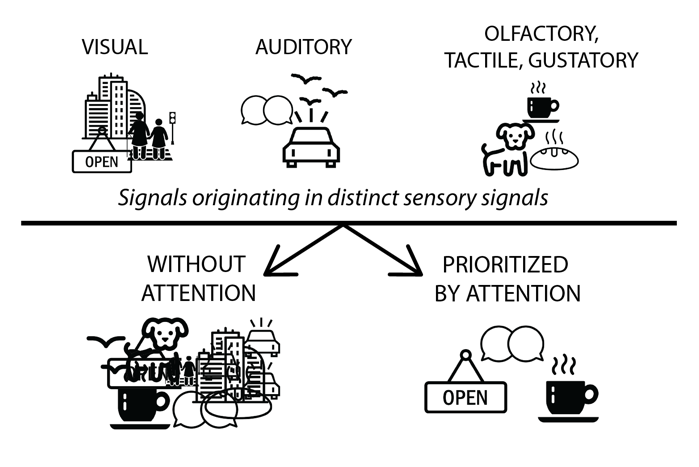 VISUAL
AUDITORY
OLFACTORY,
TACTILE, GUSTATORY
OPEN
Signals originating in distinct sensory signals
WITHOUT
ATTENTION
PRIORITIZED
BY ATTENTION
OPEN